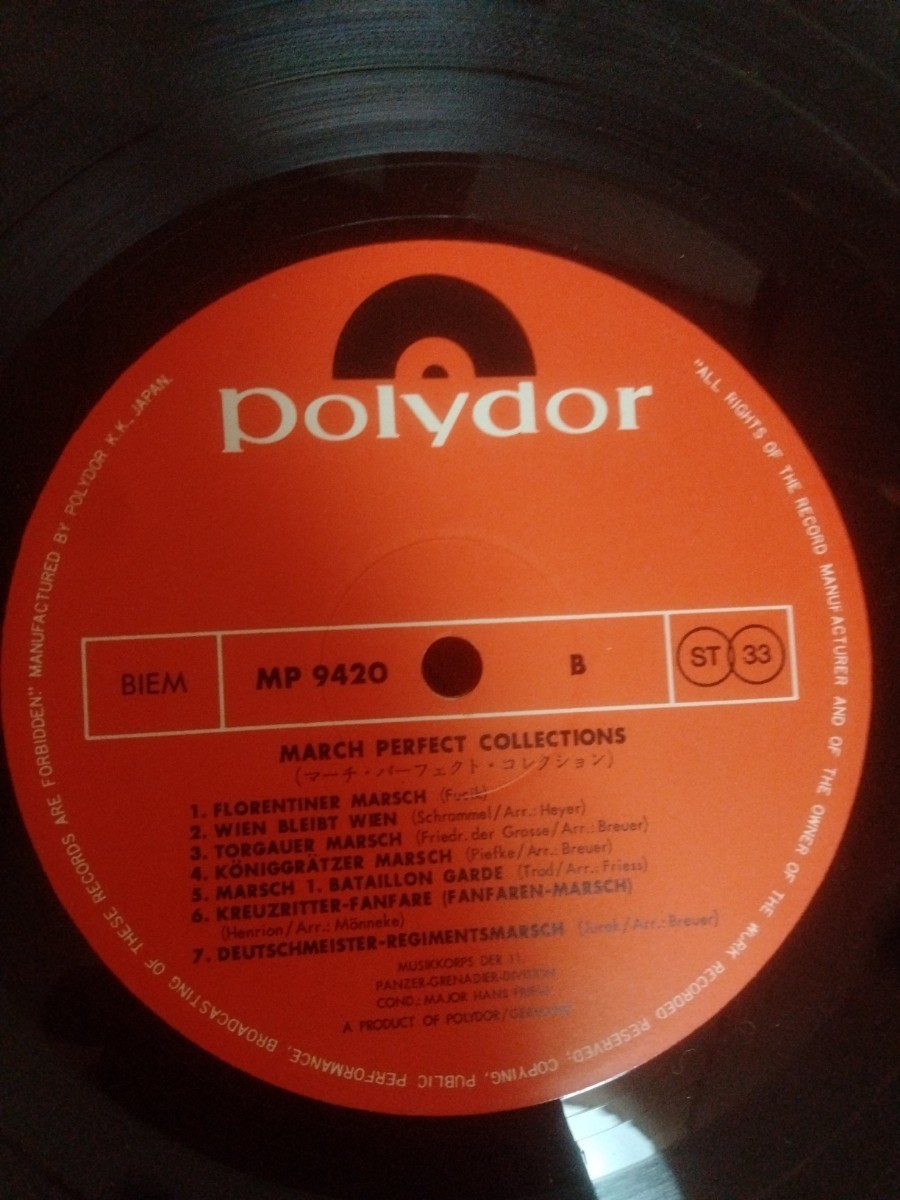 polydor
BIEM
MP 9420
B
ST 33
MARCH PERFECT COLLECTIONS
(マーチ・パーフェクト・コレクション)
1. FLORENTINER MARSCH (Fucik)
2. WIEN BLEIBT WIEN (Schrammel/Arr.: Heyer)
3. TORGAUER MARSCH (Friedr. der Grosse/Arr.: Breuer)
4. KÖNIGGRÄTZER MARSCH (Piefke/Arr.: Breuer)
5. MARSCH 1. BATAILLON GARDE (Trad/Arr.: Friess)
6. KREUZRITTER-FANFARE (FANFAREN-MARSCH)
(Henrion/Arr.: Mönneke)
7. DEUTSCHMEISTER-REGIMENTSMARSCH (Jurek/Arr.: Breuer)
MUSIKKORPS DER 11.
PANZER-GRENADIER-DIVISION
COND.: MAJOR HANS FRIESS
A PRODUCT OF POLYDOR/GERMANY
"ALL RIGHTS OF THE RECORD MANUFACTURER AND OF THE OWNER OF THE WORK RECORDED RESERVED; COPYING, PUBLIC PERFORMANCE, BROADCASTING OF THESE RECORDS ARE FORBIDDEN." MANUFACTURED BY POLYDOR K.K., JAPAN.